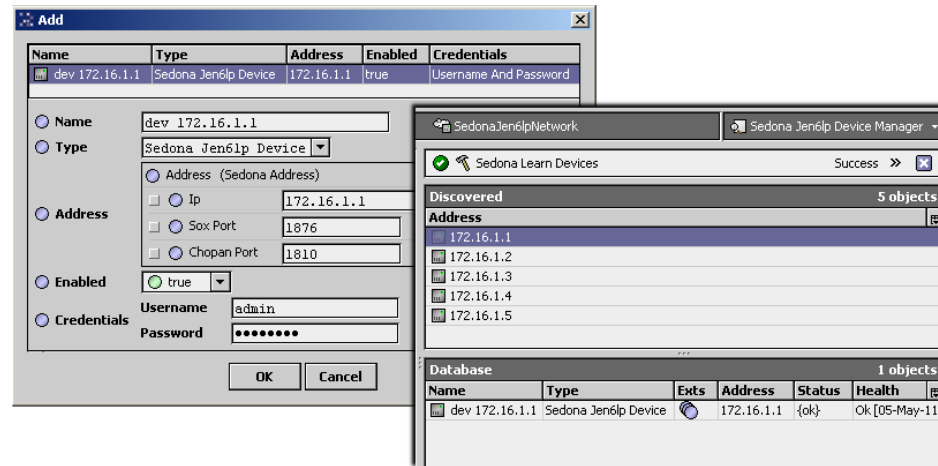 Add
Name Type Address Enabled Credentials
dev 172.16.1.1 Sedona Jen6lp Device 172.16.1.1 true Username And Password
Name dev 172.16.1.1
Type Sedona Jen6lp Device
Address
Address (Sedona Address)
Ip 172.16.1.1
Sox Port 1876
Chopan Port 1810
Enabled true
Credentials
Username admin
Password ••••••••
OK Cancel
SedonaJen6lpNetwork Sedona Jen6lp Device Manager
Sedona Learn Devices Success »
Discovered 5 objects
Address
172.16.1.1
172.16.1.2
172.16.1.3
172.16.1.4
172.16.1.5
Database 1 objects
Name Type Exts Address Status Health
dev 172.16.1.1 Sedona Jen6lp Device 172.16.1.1 {ok} Ok [05-May-11